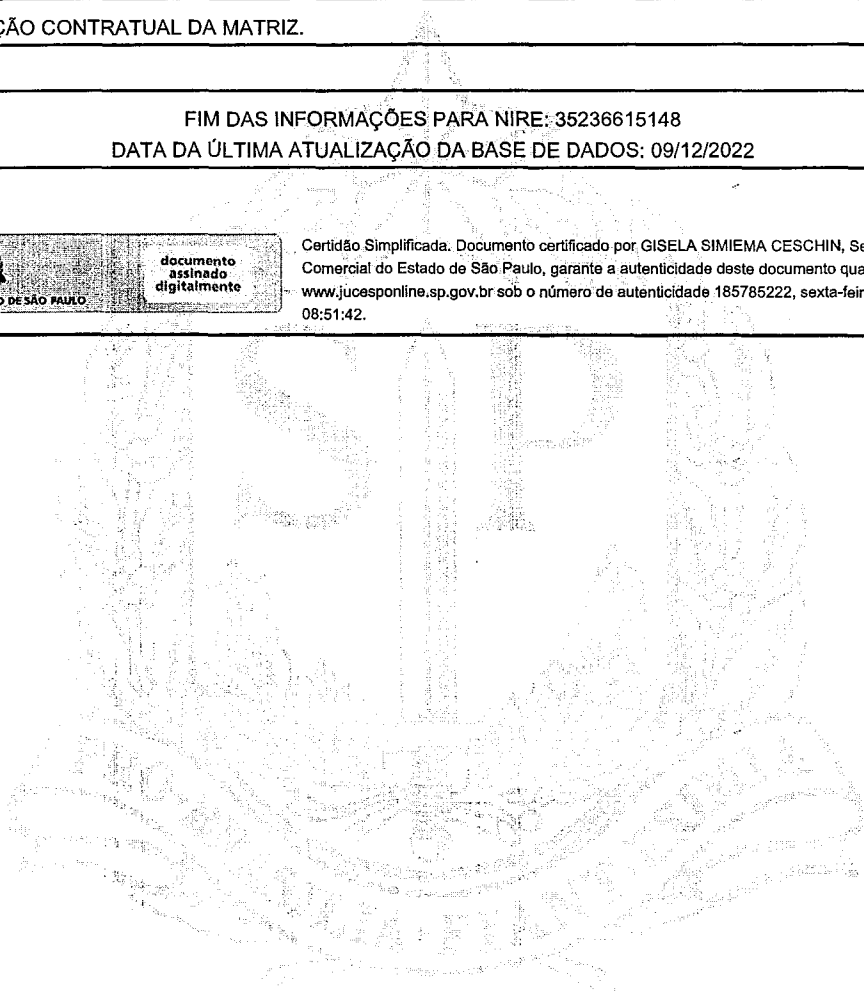 ÇÃO CONTRATUAL DA MATRIZ.
FIM DAS INFORMAÇÕES PARA NIRE: 35236615148
DATA DA ÚLTIMA ATUALIZAÇÃO DA BASE DE DADOS: 09/12/2022
documento
assinado
digitalmente
O DE SÃO PAULO
Certidão Simplificada. Documento certificado por GISELA SIMIEMA CESCHIN, Se
Comercial do Estado de São Paulo, garante a autenticidade deste documento qua
www.jucesponline.sp.gov.br sob o número de autenticidade 185785222, sexta-feir
08:51:42.
SP